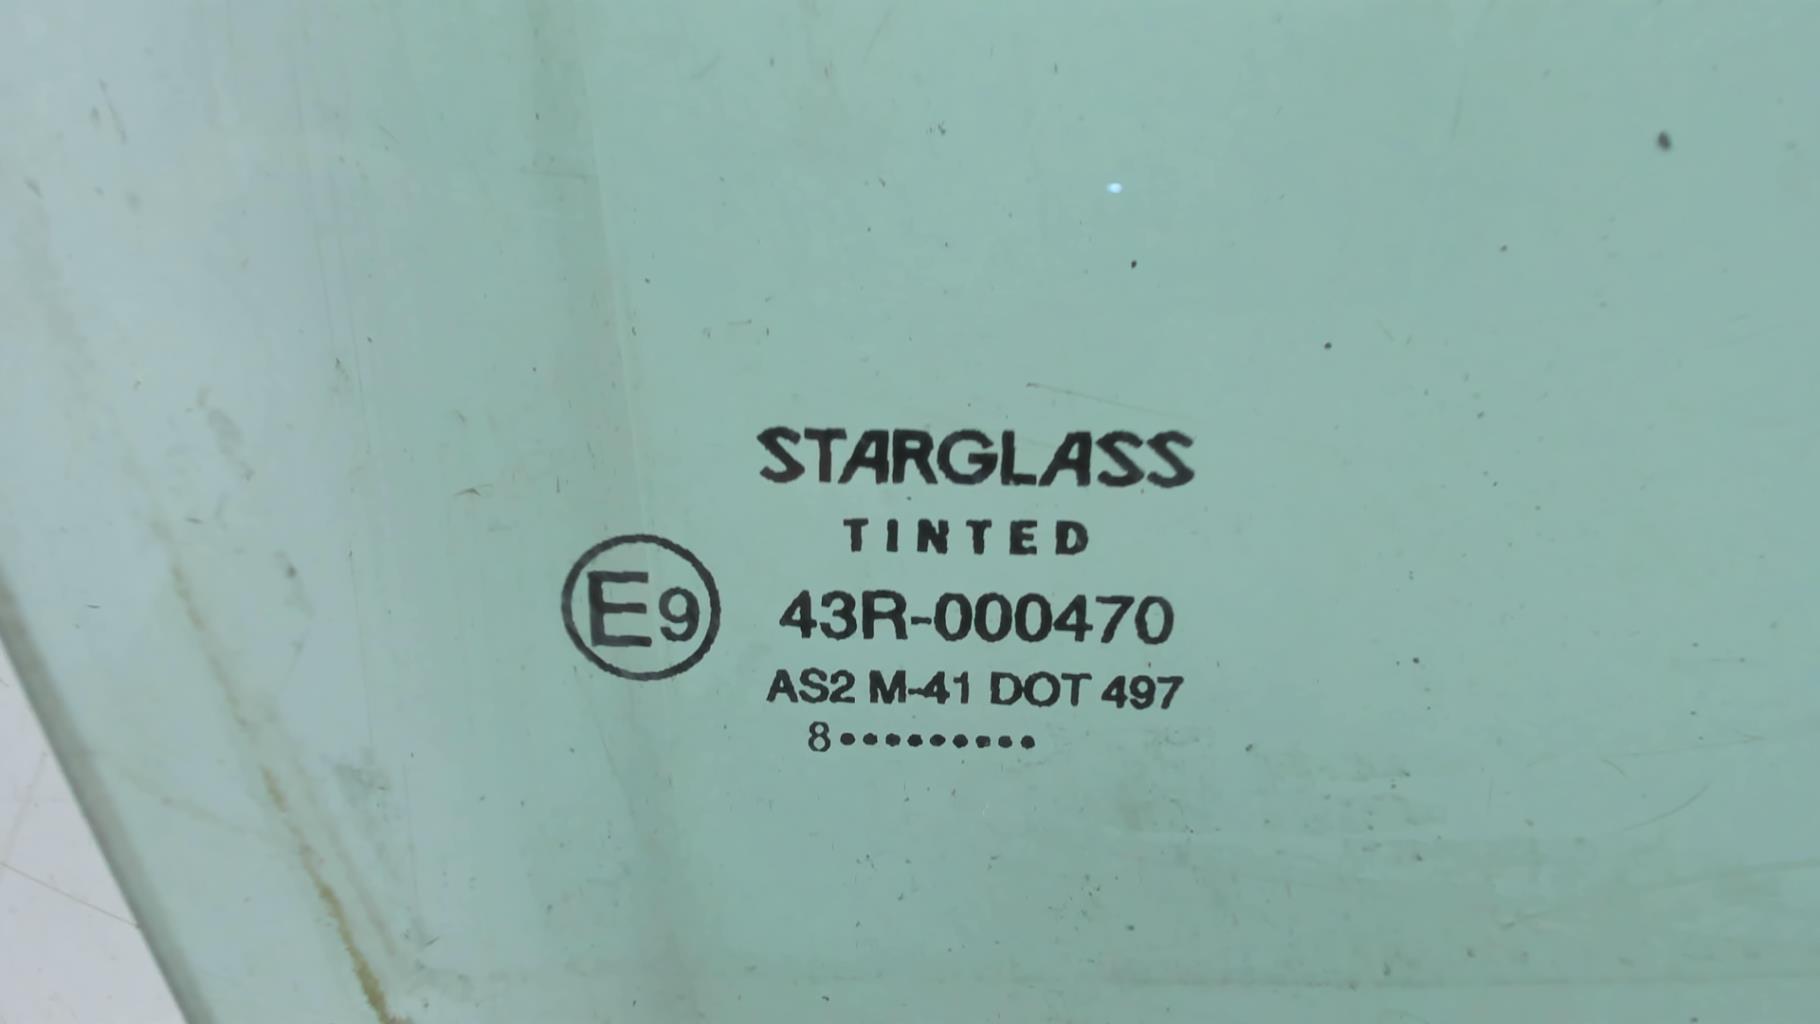 STARGLASS
TINTED
E9 43R-000470
AS2 M-41 DOT 497
8•••••••••